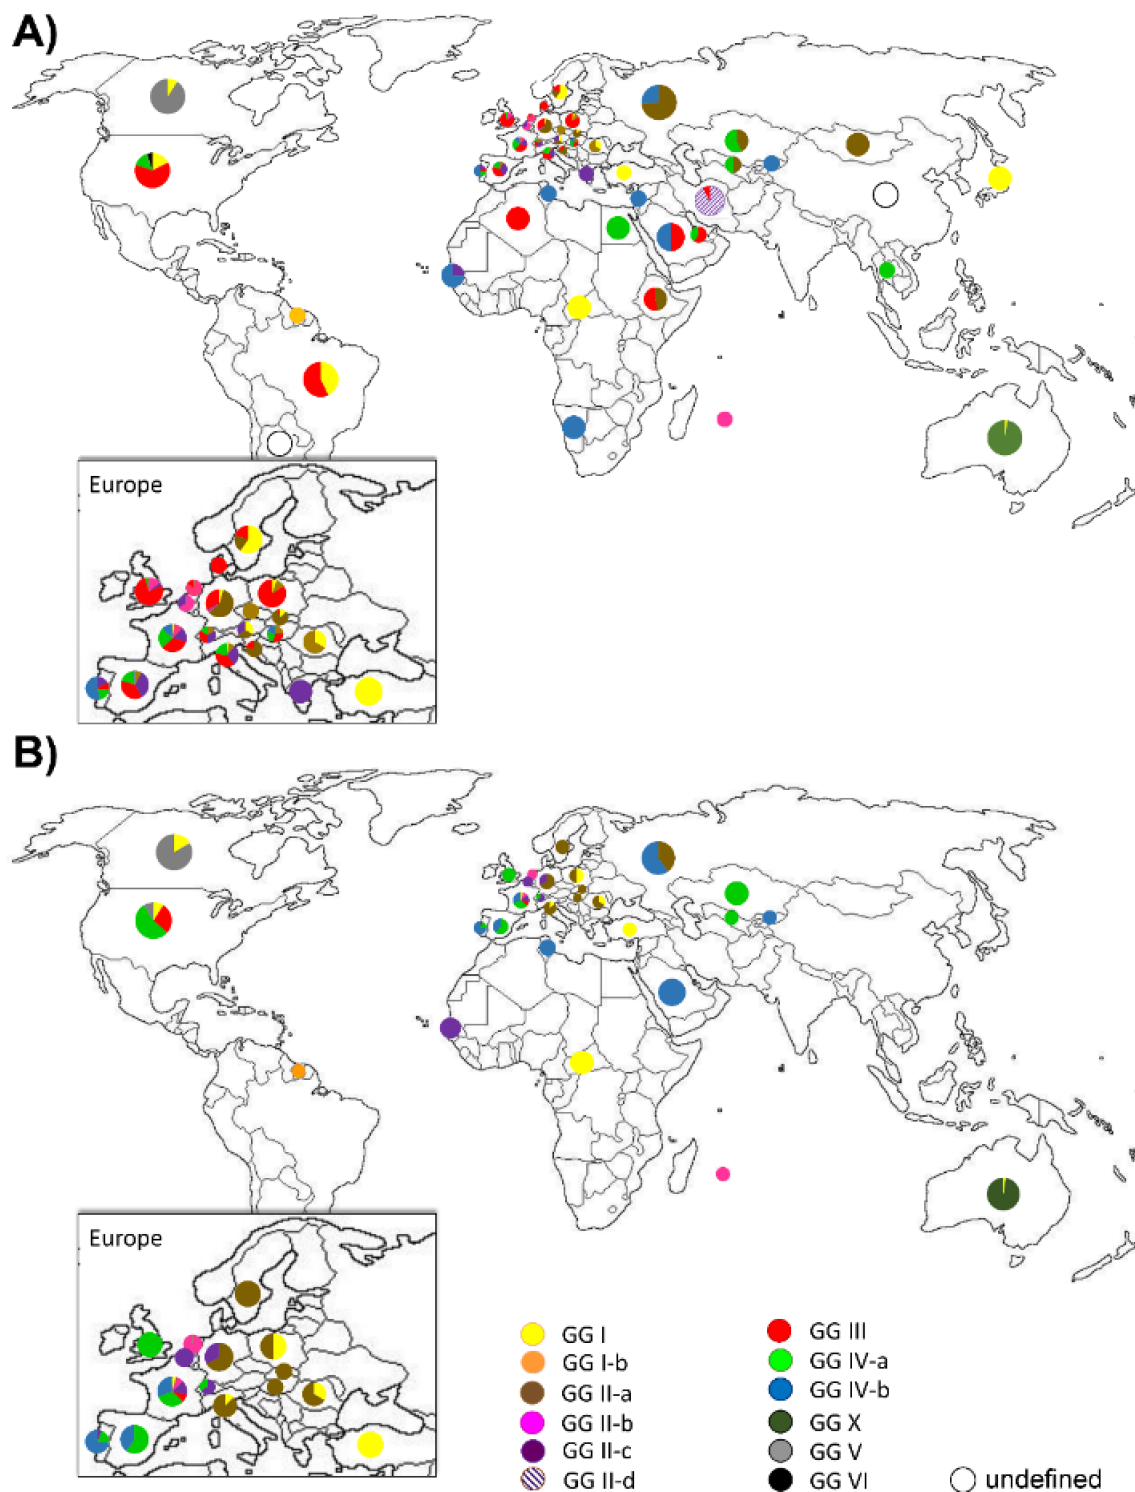 A)
Europe
B)
Europe
GG I
GG I-b
GG II-a
GG II-b
GG II-c
GG II-d
GG III
GG IV-a
GG IV-b
GG X
GG V
GG VI
undefined